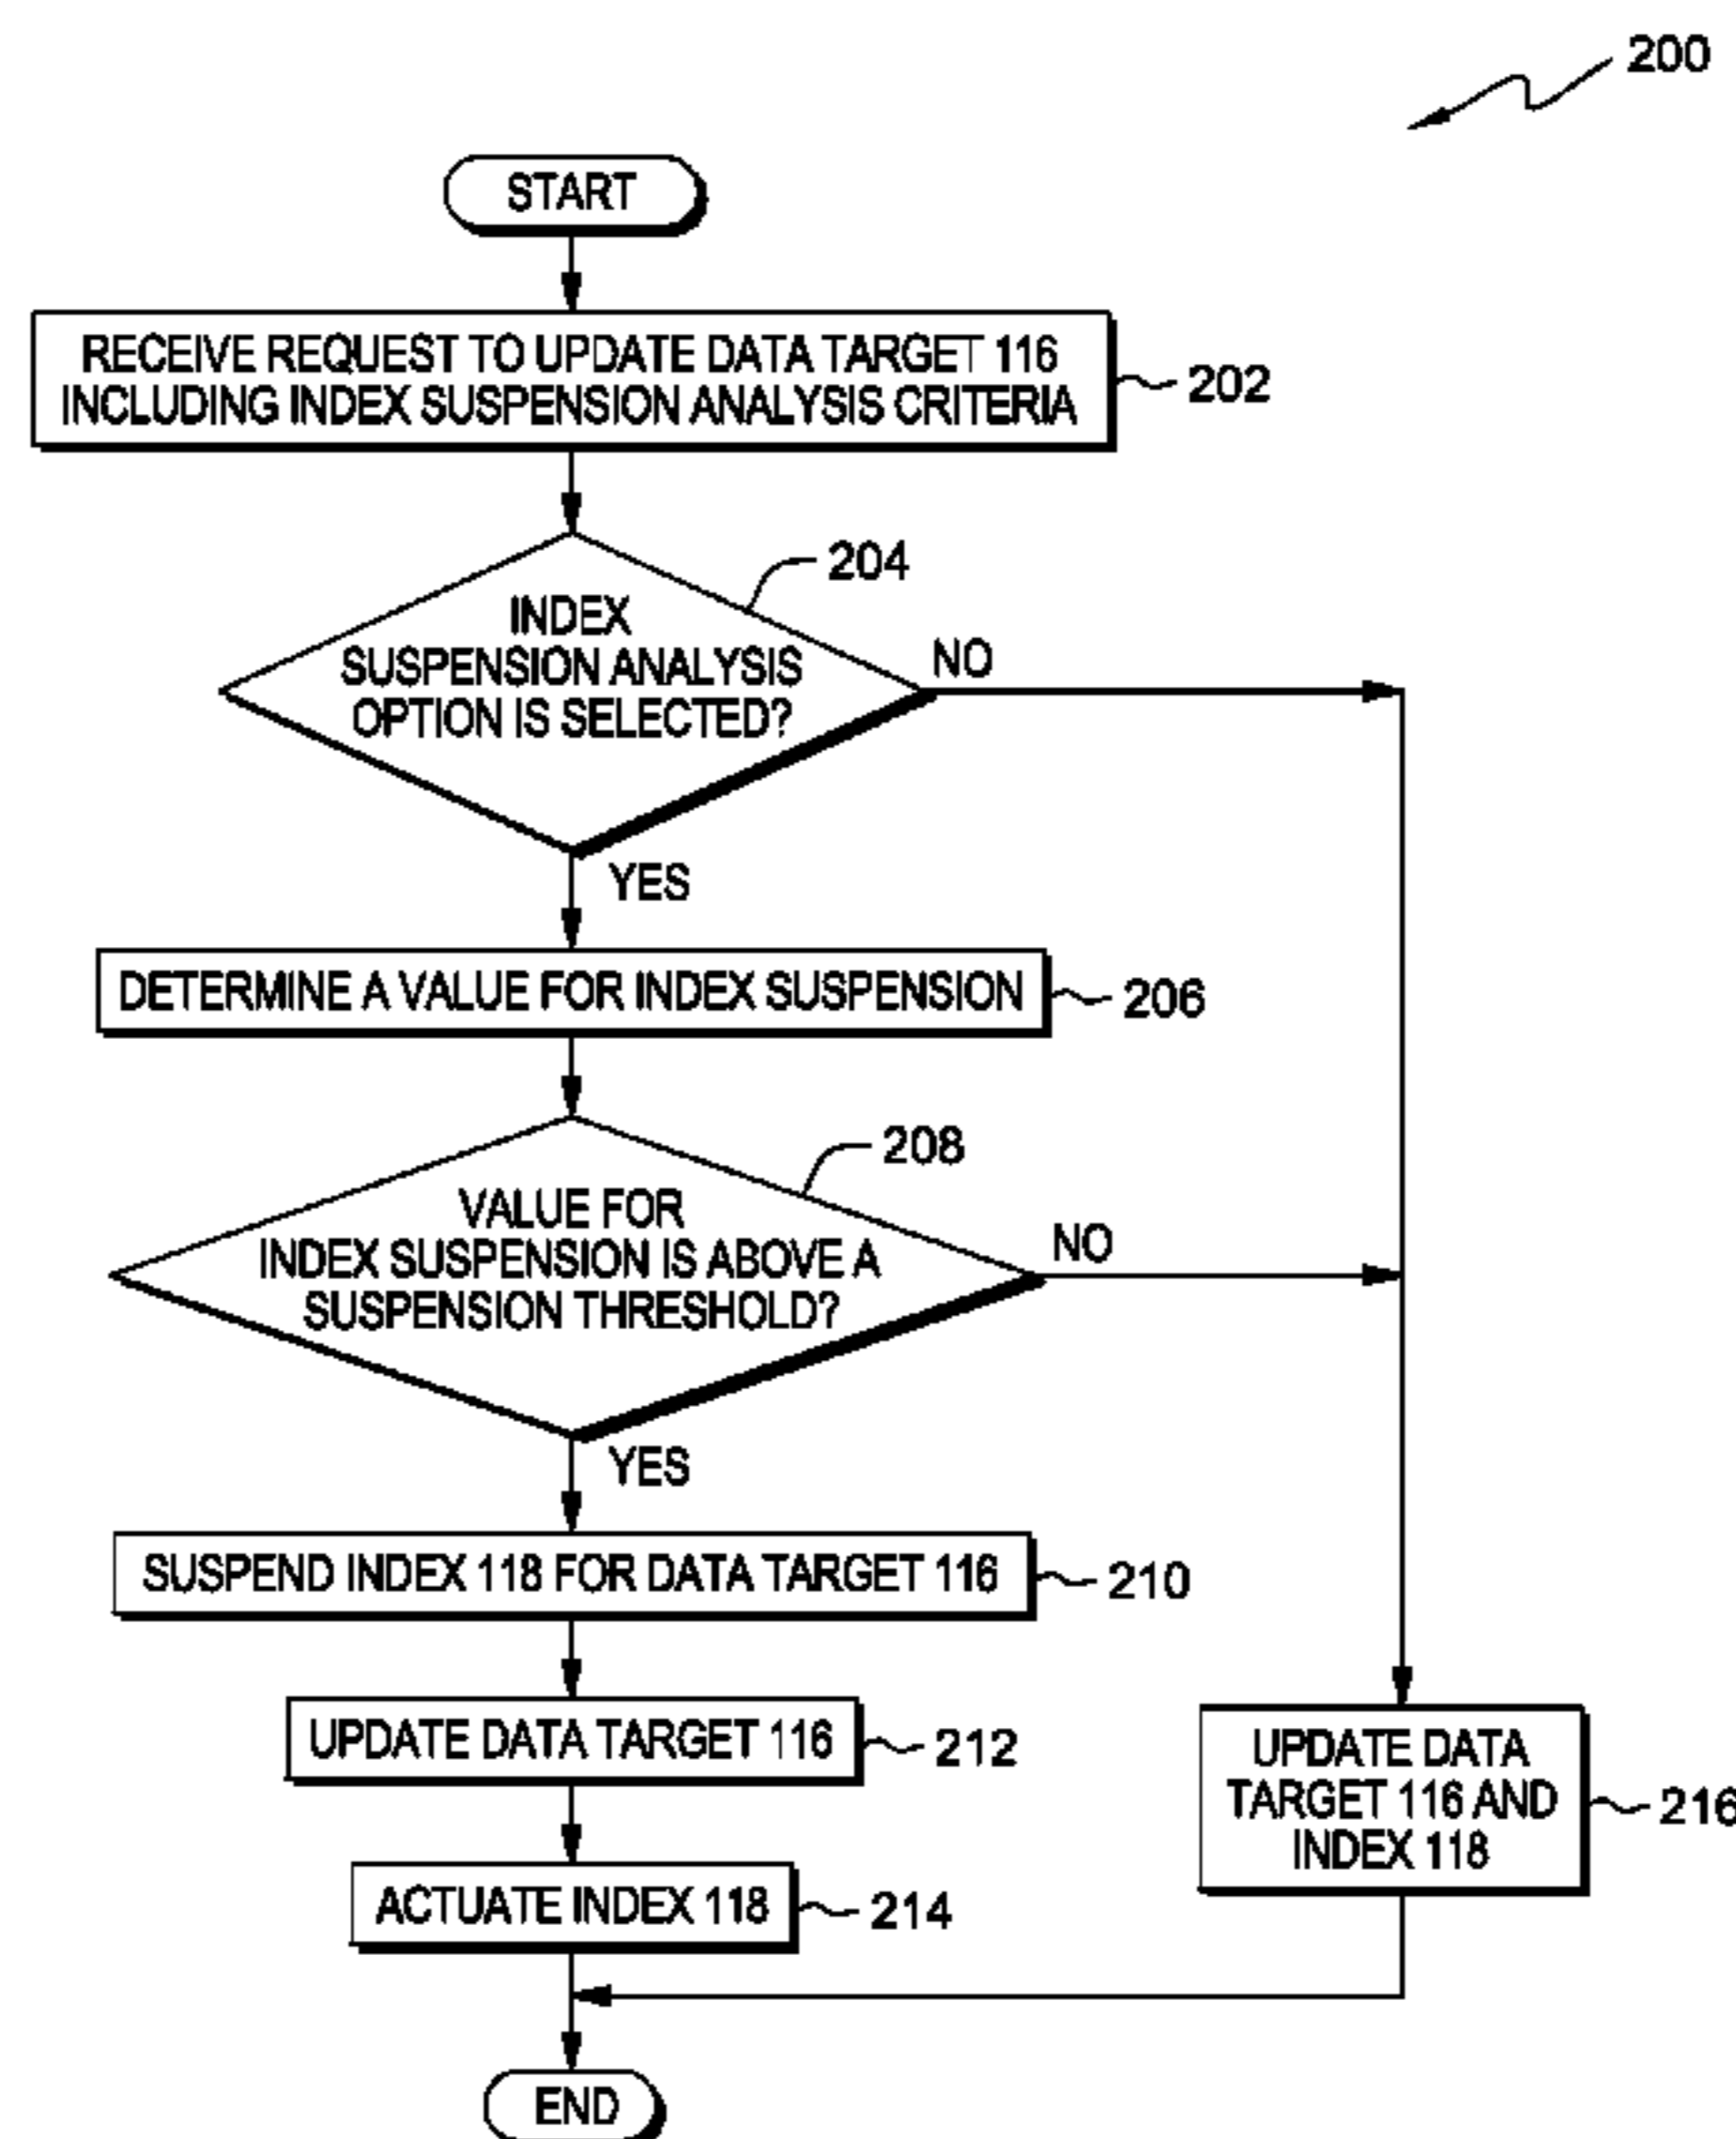 200
START
RECEIVE REQUEST TO UPDATE DATA TARGET 116
INCLUDING INDEX SUSPENSION ANALYSIS CRITERIA
202
204
INDEX
SUSPENSION ANALYSIS
OPTION IS SELECTED?
NO
YES
DETERMINE A VALUE FOR INDEX SUSPENSION
206
208
VALUE FOR
INDEX SUSPENSION IS ABOVE A
SUSPENSION THRESHOLD?
NO
YES
SUSPEND INDEX 118 FOR DATA TARGET 116
210
UPDATE DATA TARGET 116
212
UPDATE DATA
TARGET 116 AND
INDEX 118
216
ACTUATE INDEX 118
214
END